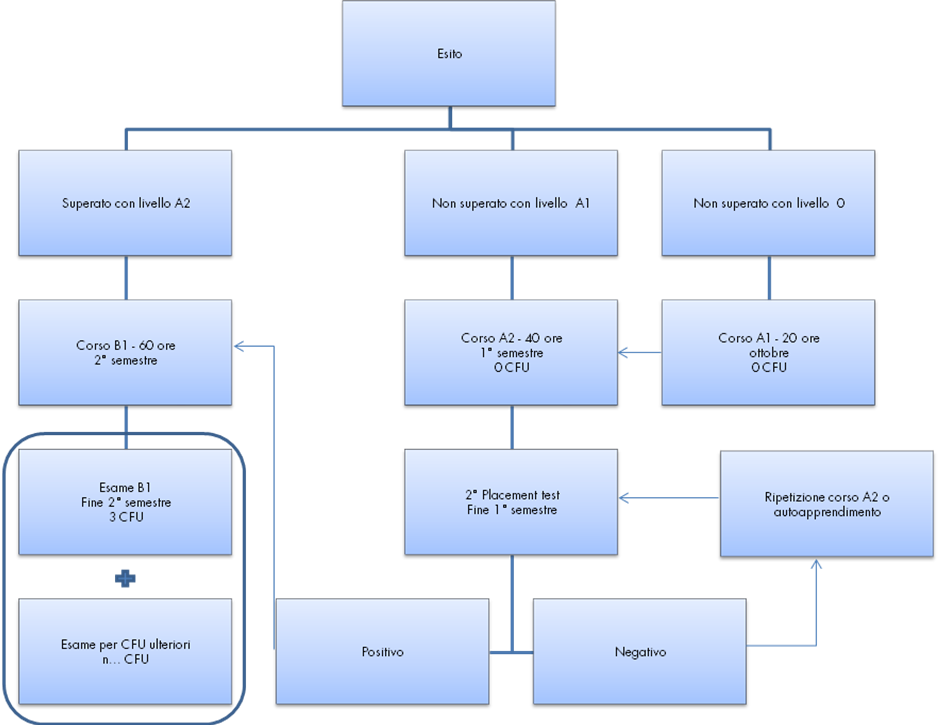 Esito
Superato con livello A2
Non superato con livello A1
Non superato con livello 0
Corso B1 - 60 ore
2° semestre
Corso A2 - 40 ore
1° semestre
0 CFU
Corso A1 - 20 ore
ottobre
0 CFU
Esame B1
Fine 2° semestre
3 CFU
2° Placement test
Fine 1° semestre
Ripetizione corso A2 o
autoapprendimento
Esame per CFU ulteriori
n... CFU
Positivo
Negativo